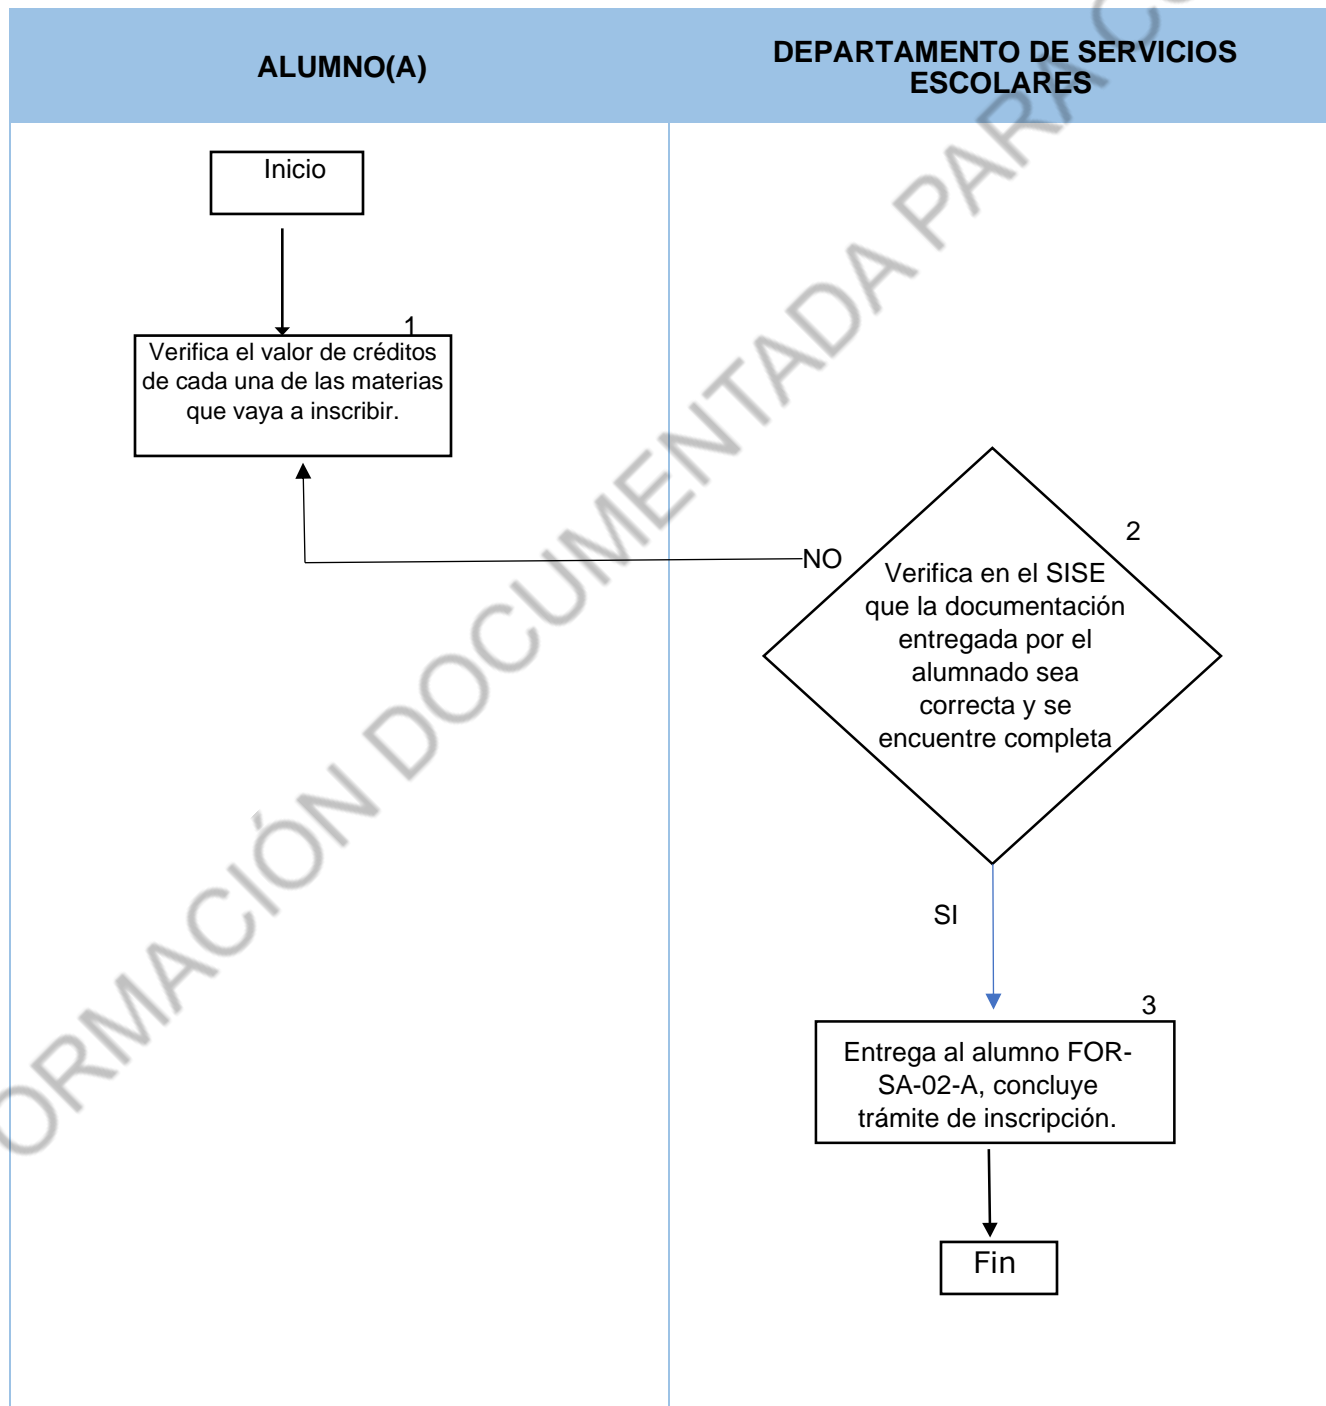 ALUMNO(A)
DEPARTAMENTO DE SERVICIOS
ESCOLARES
Inicio
1
Verifica el valor de créditos
de cada una de las materias
que vaya a inscribir.
NO
2
Verifica en el SISE
que la documentación
entregada por el
alumnado sea
correcta y se
encuentre completa
SI
3
Entrega al alumno FOR-
SA-02-A, concluye
trámite de inscripción.
Fin
ORMACIÓN DOCUMENTADA PARA CO